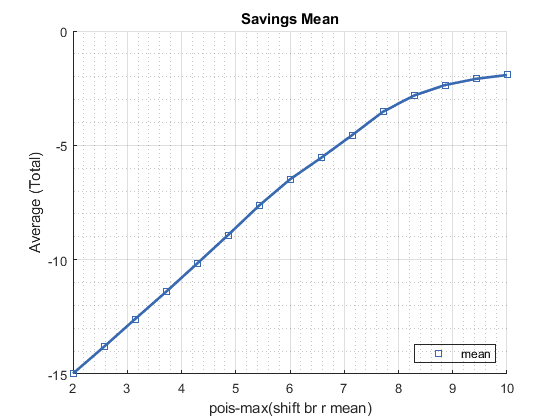 Savings Mean
0
-5
-10
-15
Average (Total)
2 3 4 5 6 7 8 9 10
pois-max(shift br r mean)
mean